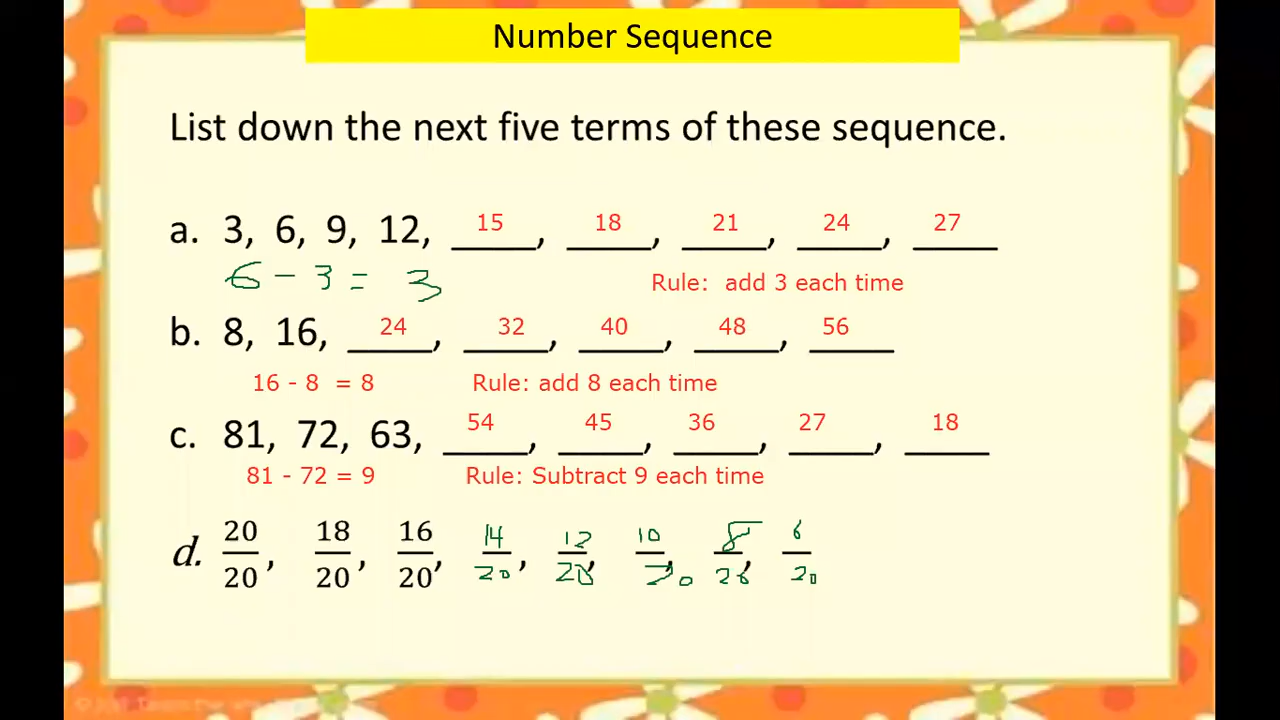 Number Sequence
List down the next five terms of these sequence.
a. 3, 6, 9, 12, 15, 18, 21, 24, 27
6 - 3 = 3 Rule: add 3 each time
b. 8, 16, 24, 32, 40, 48, 56
16 - 8 = 8 Rule: add 8 each time
c. 81, 72, 63, 54, 45, 36, 27, 18
81 - 72 = 9 Rule: Subtract 9 each time
d. 20/20, 18/20, 16/20, 14/20, 12/20, 10/20, 8/20, 6/20